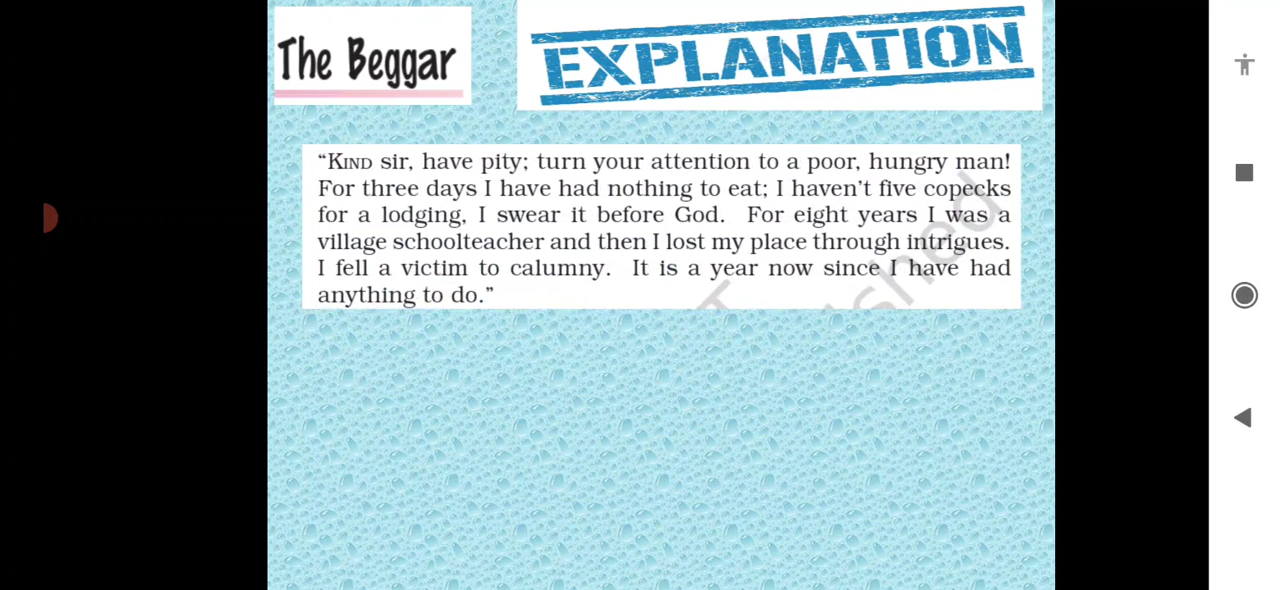 The Beggar
EXPLANATION
“KIND sir, have pity; turn your attention to a poor, hungry man!
For three days I have had nothing to eat; I haven’t five copecks
for a lodging, I swear it before God. For eight years I was a
village schoolteacher and then I lost my place through intrigues.
I fell a victim to calumny. It is a year now since I have had
anything to do.”